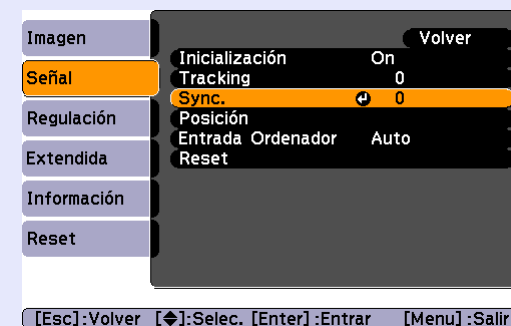 Imagen
Señal
Regulación
Extendida
Información
Reset
Volver
Inicialización On
Tracking 0
Sync. 0
Posición
Entrada Ordenador Auto
Reset
[Esc]:Volver [◆]:Selec. [Enter]:Entrar [Menu]:Salir